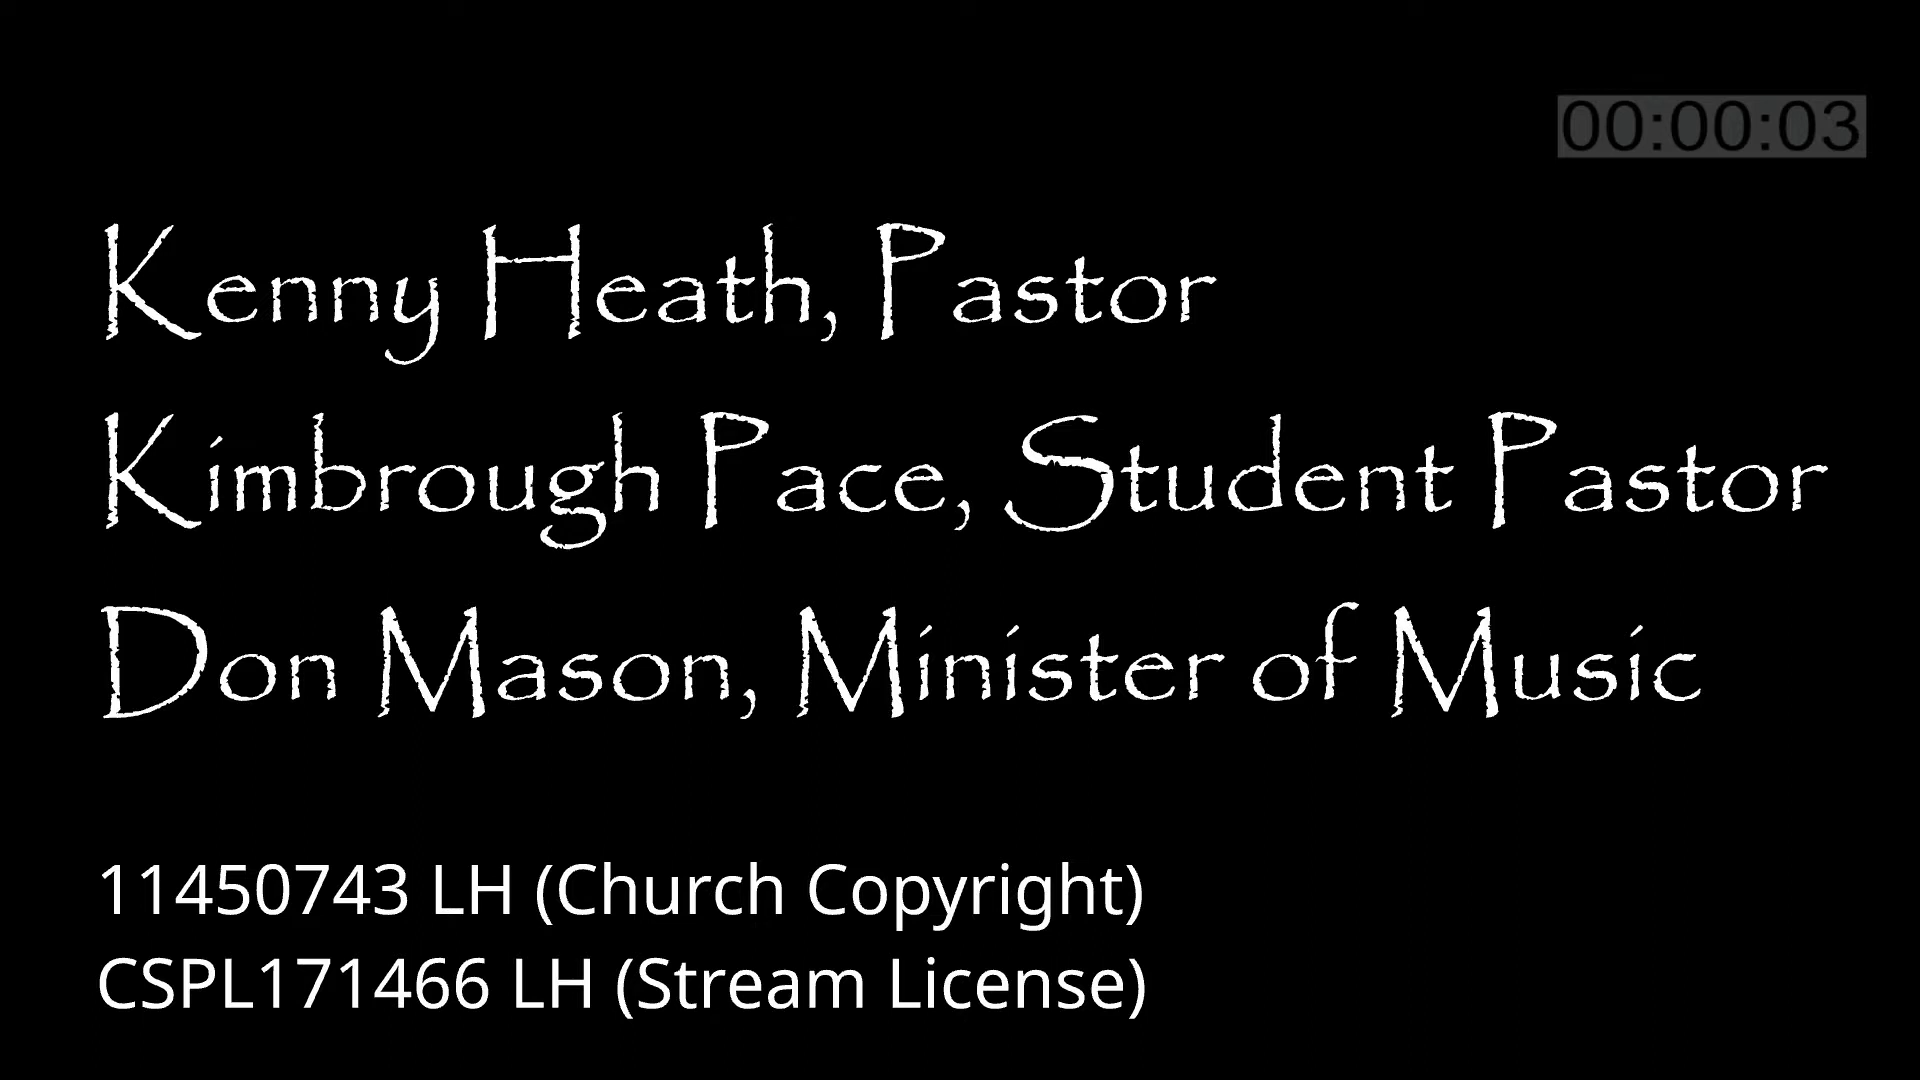 00:00:03
Kenny Heath, Pastor
Kimbrough Pace, Student Pastor
Don Mason, Minister of Music
11450743 LH (Church Copyright)
CSPL171466 LH (Stream License)